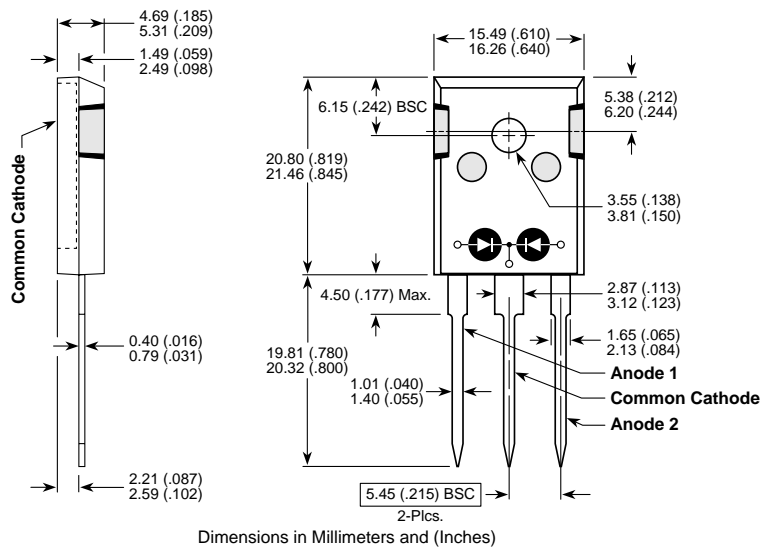 4.69 (.185)
5.31 (.209)
1.49 (.059)
2.49 (.098)
15.49 (.610)
16.26 (.640)
6.15 (.242) BSC
5.38 (.212)
6.20 (.244)
Common Cathode
20.80 (.819)
21.46 (.845)
3.55 (.138)
3.81 (.150)
4.50 (.177) Max.
2.87 (.113)
3.12 (.123)
0.40 (.016)
0.79 (.031)
19.81 (.780)
20.32 (.800)
1.65 (.065)
2.13 (.084)
1.01 (.040)
1.40 (.055)
Anode 1
Common Cathode
Anode 2
2.21 (.087)
2.59 (.102)
5.45 (.215) BSC
2-Plcs.
Dimensions in Millimeters and (Inches)